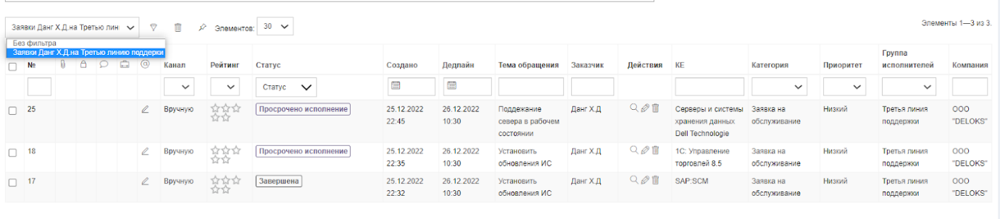 Заявки Данг Х.Д.на Третью лин
Элементов: 30
Элементы 1—3 из 3.
Без фильтра
Заявки Данг Х.Д.на Третью линию поддерки
№ Канал Рейтинг Статус Создано Дедлайн Тема обращения Заказчик Действия КЕ Категория Приоритет Группа исполнителей Компания
Статус
25 Вручную Просрочено исполнение 25.12.2022 22:45 26.12.2022 10:30 Поддежание севера в рабочем состоянии Данг Х.Д Серверы и системы хранения данных Dell Technologie Заявка на обслуживание Низкий Третья линия поддержки ООО "DELOKS"
18 Вручную Просрочено исполнение 25.12.2022 22:35 26.12.2022 10:30 Установить обновления ИС Данг Х.Д 1С: Управление торговлей 8.5 Заявка на обслуживание Низкий Третья линия поддержки ООО "DELOKS"
17 Вручную Завершена 25.12.2022 22:32 26.12.2022 10:30 Установить обновления ИС Данг Х.Д SAP:SCM Заявка на обслуживание Низкий Третья линия поддержки ООО "DELOKS"